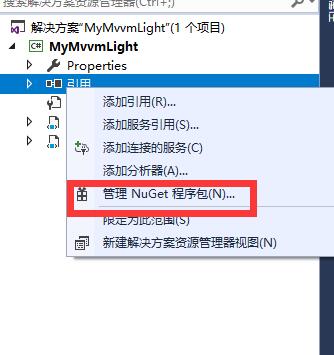 搜索解决方案资源管理器(Ctrl+;)
解决方案"MyMvvmLight"(1 个项目)
C# MyMvvmLight
Properties
引用
添加引用(R)...
添加服务引用(S)...
添加连接的服务(C)
添加分析器(A)...
管理 NuGet 程序包(N)...
限定为此范围(S)
新建解决方案资源管理器视图(N)